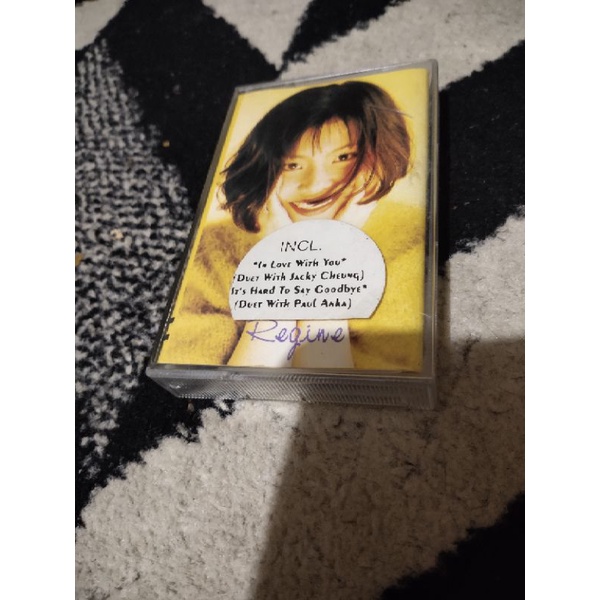 INCL.
"In Love With You"
(Duet With Jacky Cheung)
It's Hard To Say Goodbye"
(Duet With Paul Anka)
Regine